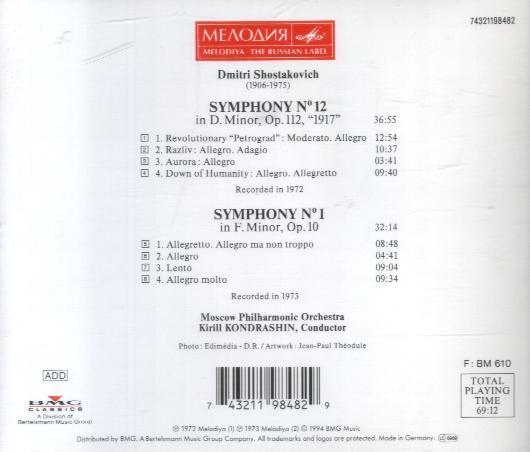 74321198482
МЕЛОДИЯ
MELODIYA THE RUSSIAN LABEL
Dmitri Shostakovich
(1906-1975)
SYMPHONY Nº 12
in D. Minor, Op. 112, “1917” 36:55
1 1. Revolutionary “Petrograd” : Moderato. Allegro 12:54
2 2. Razliv : Allegro. Adagio 10:37
3 3. Aurora : Allegro 03:41
4 4. Down of Humanity : Allegro. Allegretto 09:40
Recorded in 1972
SYMPHONY Nº 1
in F. Minor, Op. 10 32:14
5 1. Allegretto. Allegro ma non troppo 08:48
6 2. Allegro 04:41
7 3. Lento 09:04
8 4. Allegro molto 09:34
Recorded in 1973
Moscow Philharmonic Orchestra
Kirill KONDRASHIN, Conductor
Photo : Edimédia - D.R. / Artwork : Jean-Paul Théodule
ADD
F : BM 610
BMG
CLASSICS
A Division of
Bertelsmann Music Group
TOTAL
PLAYING
TIME
69:12
7 43211 98482 9
℗ 1972 Melodiya (1) ℗ 1973 Melodiya (2) © 1994 BMG Music
Distributed by BMG. A Bertelsmann Music Group Company. All trademarks and logos are protected. Made in Germany. LC 6969